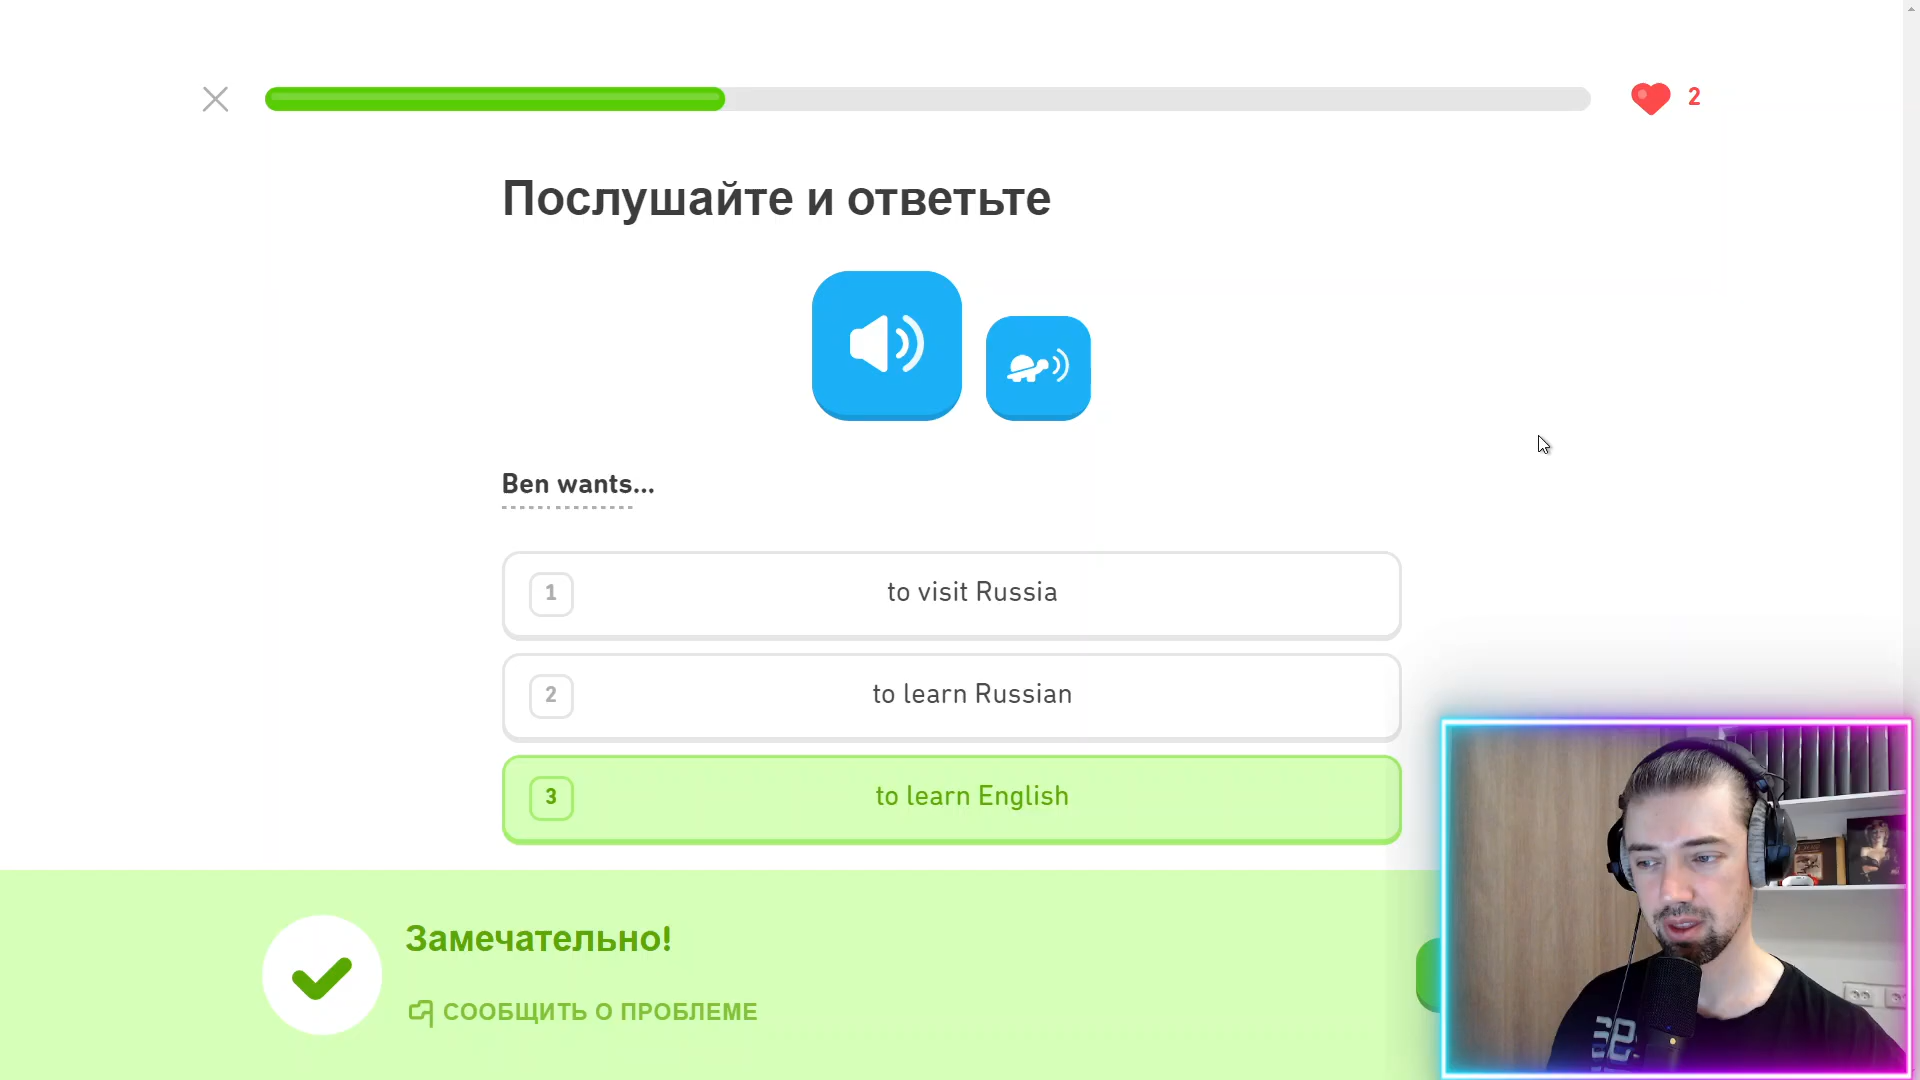 2
Послушайте и ответьте
Ben wants...
1
to visit Russia
2
to learn Russian
3
to learn English
Замечательно!
СООБЩИТЬ О ПРОБЛЕМЕ